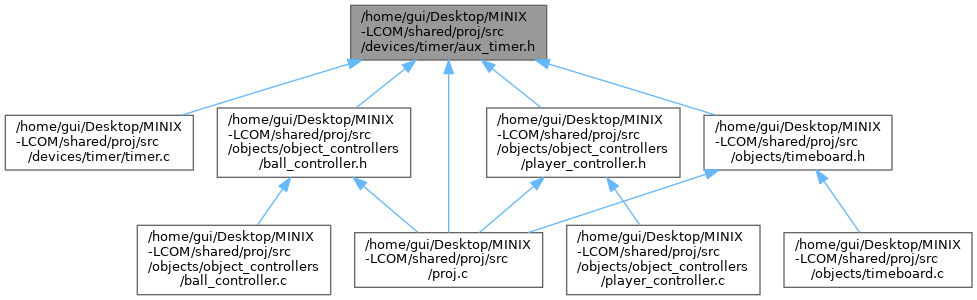 /home/gui/Desktop/MINIX
-LCOM/shared/proj/src
/devices/timer/aux_timer.h
/home/gui/Desktop/MINIX
-LCOM/shared/proj/src
/devices/timer/timer.c
/home/gui/Desktop/MINIX
-LCOM/shared/proj/src
/objects/object_controllers
/ball_controller.h
/home/gui/Desktop/MINIX
-LCOM/shared/proj/src
/objects/object_controllers
/player_controller.h
/home/gui/Desktop/MINIX
-LCOM/shared/proj/src
/objects/timeboard.h
/home/gui/Desktop/MINIX
-LCOM/shared/proj/src
/objects/object_controllers
/ball_controller.c
/home/gui/Desktop/MINIX
-LCOM/shared/proj/src
/proj.c
/home/gui/Desktop/MINIX
-LCOM/shared/proj/src
/objects/object_controllers
/player_controller.c
/home/gui/Desktop/MINIX
-LCOM/shared/proj/src
/objects/timeboard.c